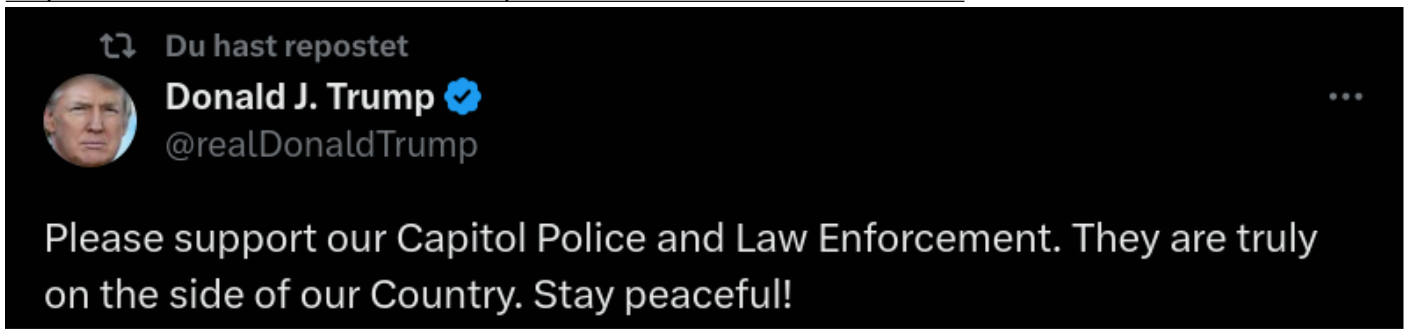 Du hast repostet
Donald J. Trump
@realDonaldTrump
Please support our Capitol Police and Law Enforcement. They are truly
on the side of our Country. Stay peaceful!